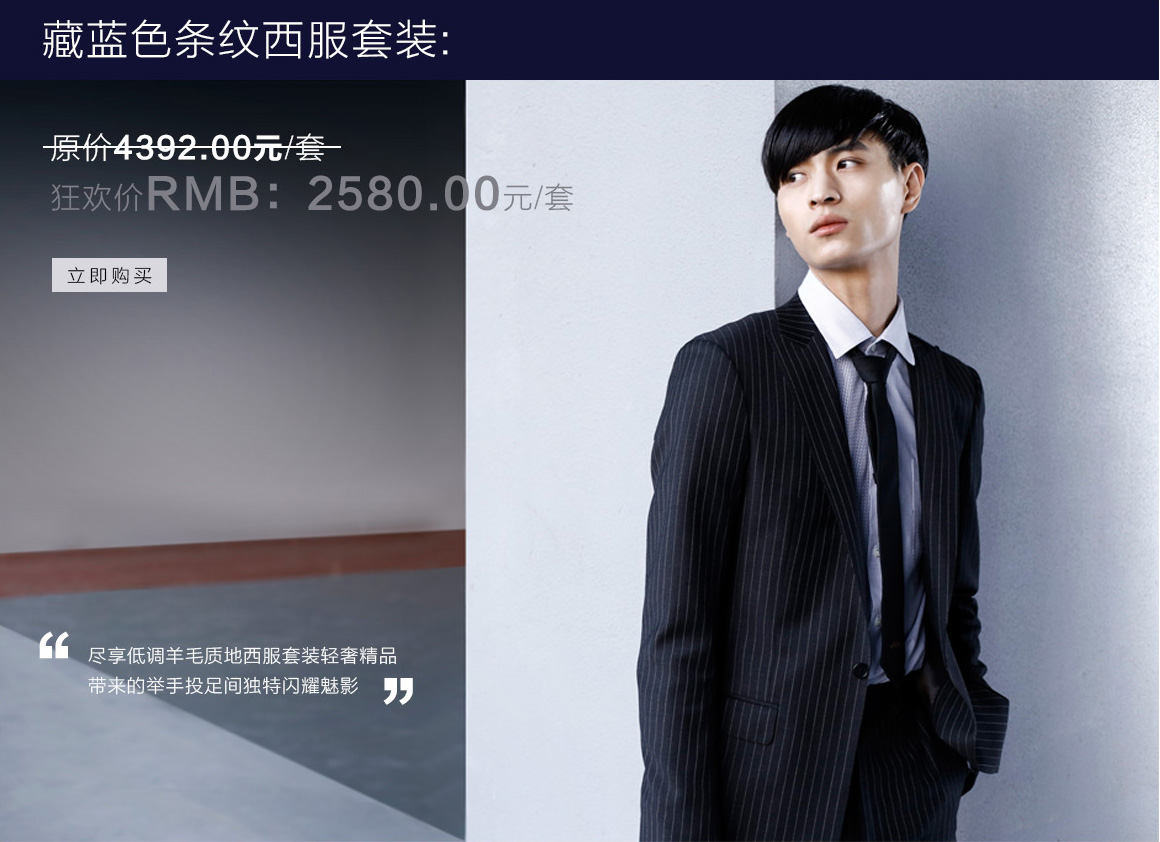 藏蓝色条纹西服套装:
原价4392.00元/套
狂欢价RMB：2580.00元/套
立即购买
“ 尽享低调羊毛质地西服套装轻奢精品
带来的举手投足间独特闪耀魅影 ”